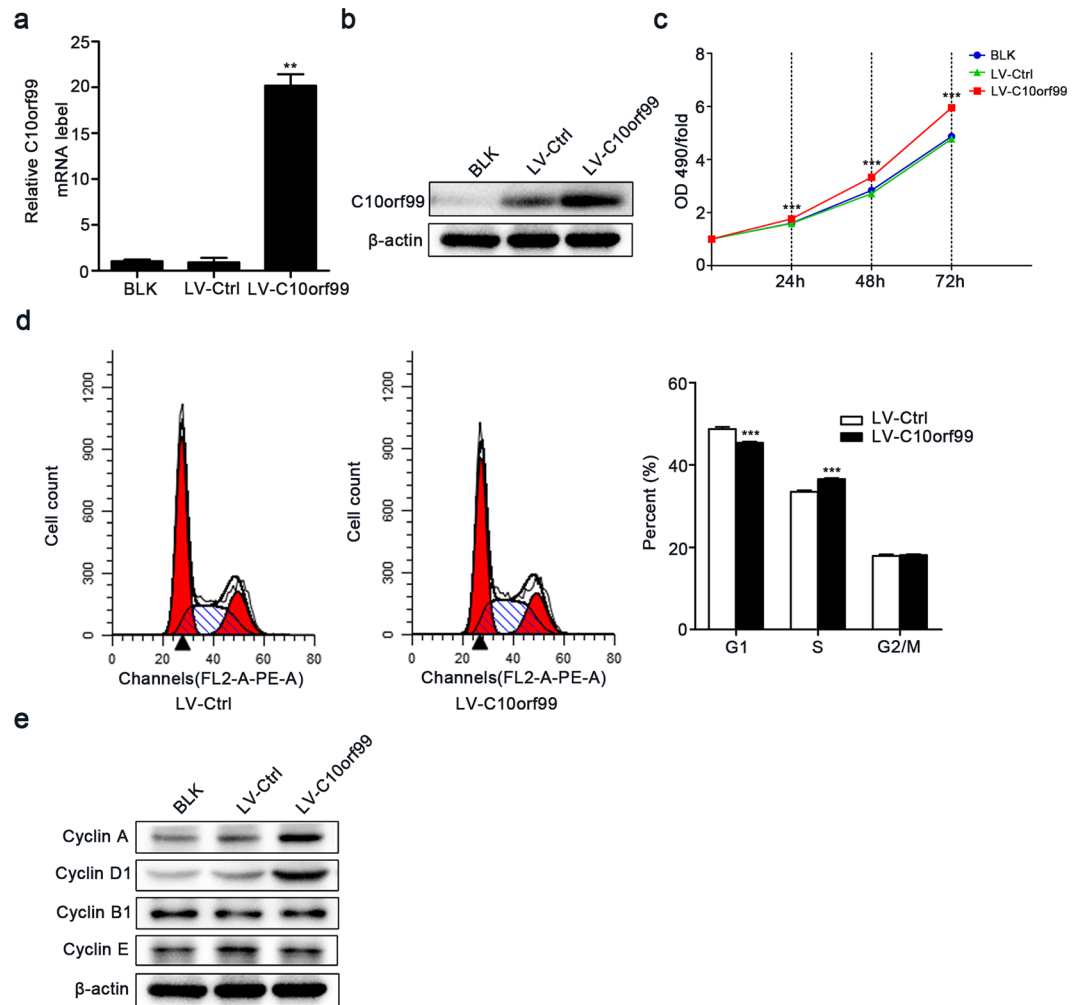 a
Relative C10orf99
mRNA lebel
25
20
15
10
5
0
**
BLK
LV-Ctrl
LV-C10orf99
b
BLK
LV-Ctrl
LV-C10orf99
C10orf99
β-actin
c
OD 490/fold
8
6
4
2
0
***
***
***
24h
48h
72h
BLK
LV-Ctrl
LV-C10orf99
d
Cell count
1200
900
600
300
0
0 20 40 60 80
Channels(FL2-A-PE-A)
LV-Ctrl
Cell count
1200
900
600
300
0
0 20 40 60 80
Channels(FL2-A-PE-A)
LV-C10orf99
Percent (%)
60
40
20
0
LV-Ctrl
LV-C10orf99
***
***
G1
S
G2/M
e
BLK
LV-Ctrl
LV-C10orf99
Cyclin A
Cyclin D1
Cyclin B1
Cyclin E
β-actin